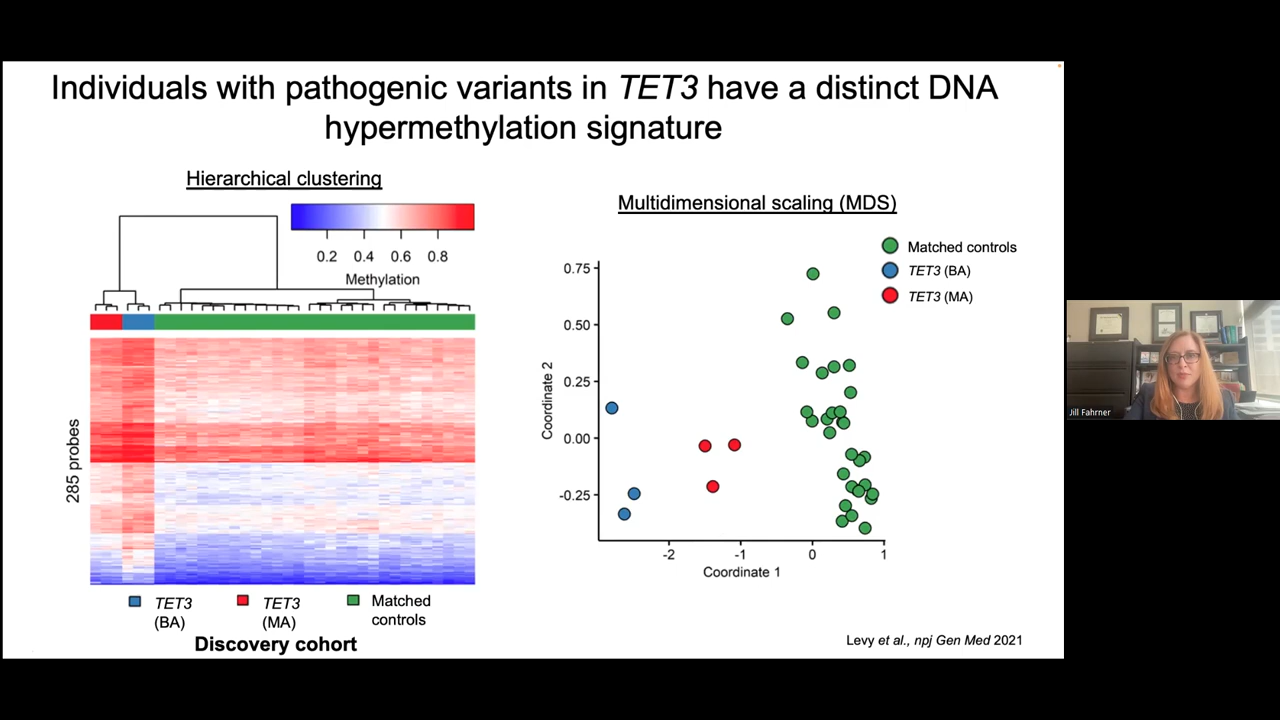 Individuals with pathogenic variants in TET3 have a distinct DNA
hypermethylation signature
Hierarchical clustering
0.2 0.4 0.6 0.8
Methylation
285 probes
TET3
(BA)
TET3
(MA)
Matched
controls
Discovery cohort
Multidimensional scaling (MDS)
Matched controls
TET3 (BA)
TET3 (MA)
Coordinate 2
0.75
0.50
0.25
0.00
-0.25
-2 -1 0 1
Coordinate 1
Levy et al., npj Gen Med 2021
Jill Fahrner